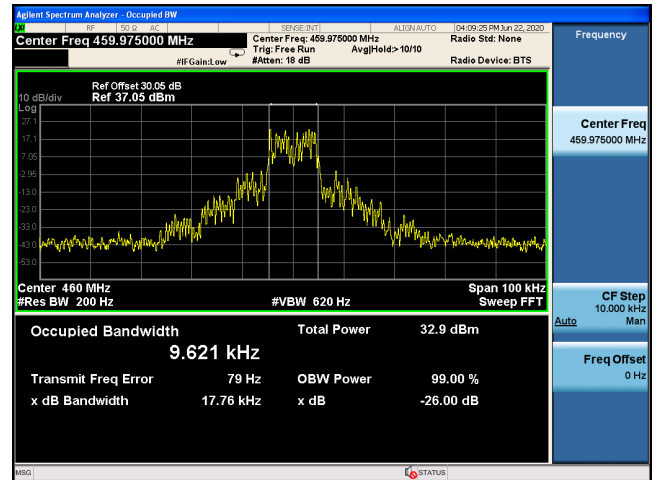 Agilent Spectrum Analyzer - Occupied BW
RF 50 Ω AC SENSE:INT ALIGN AUTO 04:09:25 PM Jun 22, 2020
Center Freq 459.975000 MHz
Center Freq: 459.975000 MHz
Radio Std: None
Trig: Free Run Avg|Hold:> 10/10
#IFGain:Low #Atten: 18 dB Radio Device: BTS
Frequency
Ref Offset 30.05 dB
10 dB/div Ref 37.05 dBm
Log
27.1
17.1
7.05
-2.95
-13.0
-23.0
-33.0
-43.0
-53.0
Center 460 MHz Span 100 kHz
#Res BW 200 Hz #VBW 620 Hz Sweep FFT
Occupied Bandwidth Total Power 32.9 dBm
9.621 kHz
Transmit Freq Error 79 Hz OBW Power 99.00 %
x dB Bandwidth 17.76 kHz x dB -26.00 dB
Center Freq
459.975000 MHz
CF Step
10.000 kHz
Auto Man
Freq Offset
0 Hz
MSG STATUS